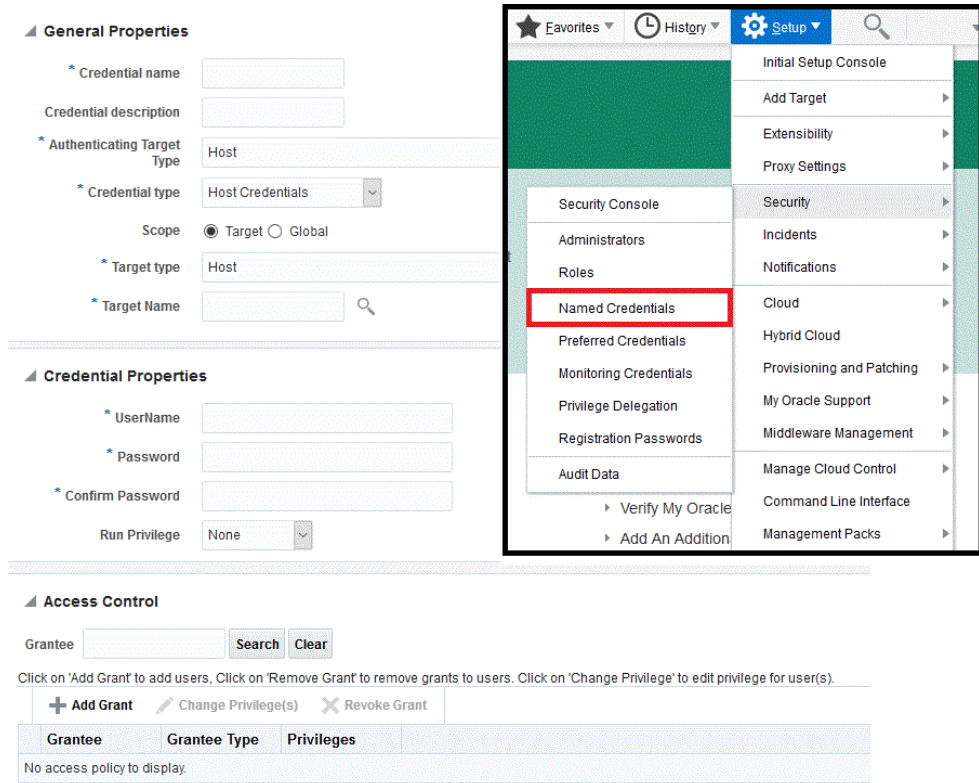 General Properties
* Credential name
Credential description
* Authenticating Target Type
Host
* Credential type
Host Credentials
Scope
Target
Global
* Target type
Host
* Target Name
Credential Properties
* UserName
* Password
* Confirm Password
Run Privilege
None
Access Control
Grantee
Search
Clear
Click on 'Add Grant' to add users, Click on 'Remove Grant' to remove grants to users. Click on 'Change Privilege' to edit privilege for user(s).
Add Grant
Change Privilege(s)
Revoke Grant
Grantee
Grantee Type
Privileges
No access policy to display.
Favorites
History
Setup
Initial Setup Console
Add Target
Extensibility
Proxy Settings
Security
Incidents
Notifications
Cloud
Hybrid Cloud
Provisioning and Patching
My Oracle Support
Middleware Management
Manage Cloud Control
Command Line Interface
Management Packs
Security Console
Administrators
Roles
Named Credentials
Preferred Credentials
Monitoring Credentials
Privilege Delegation
Registration Passwords
Audit Data
Verify My Oracle
Add An Addition